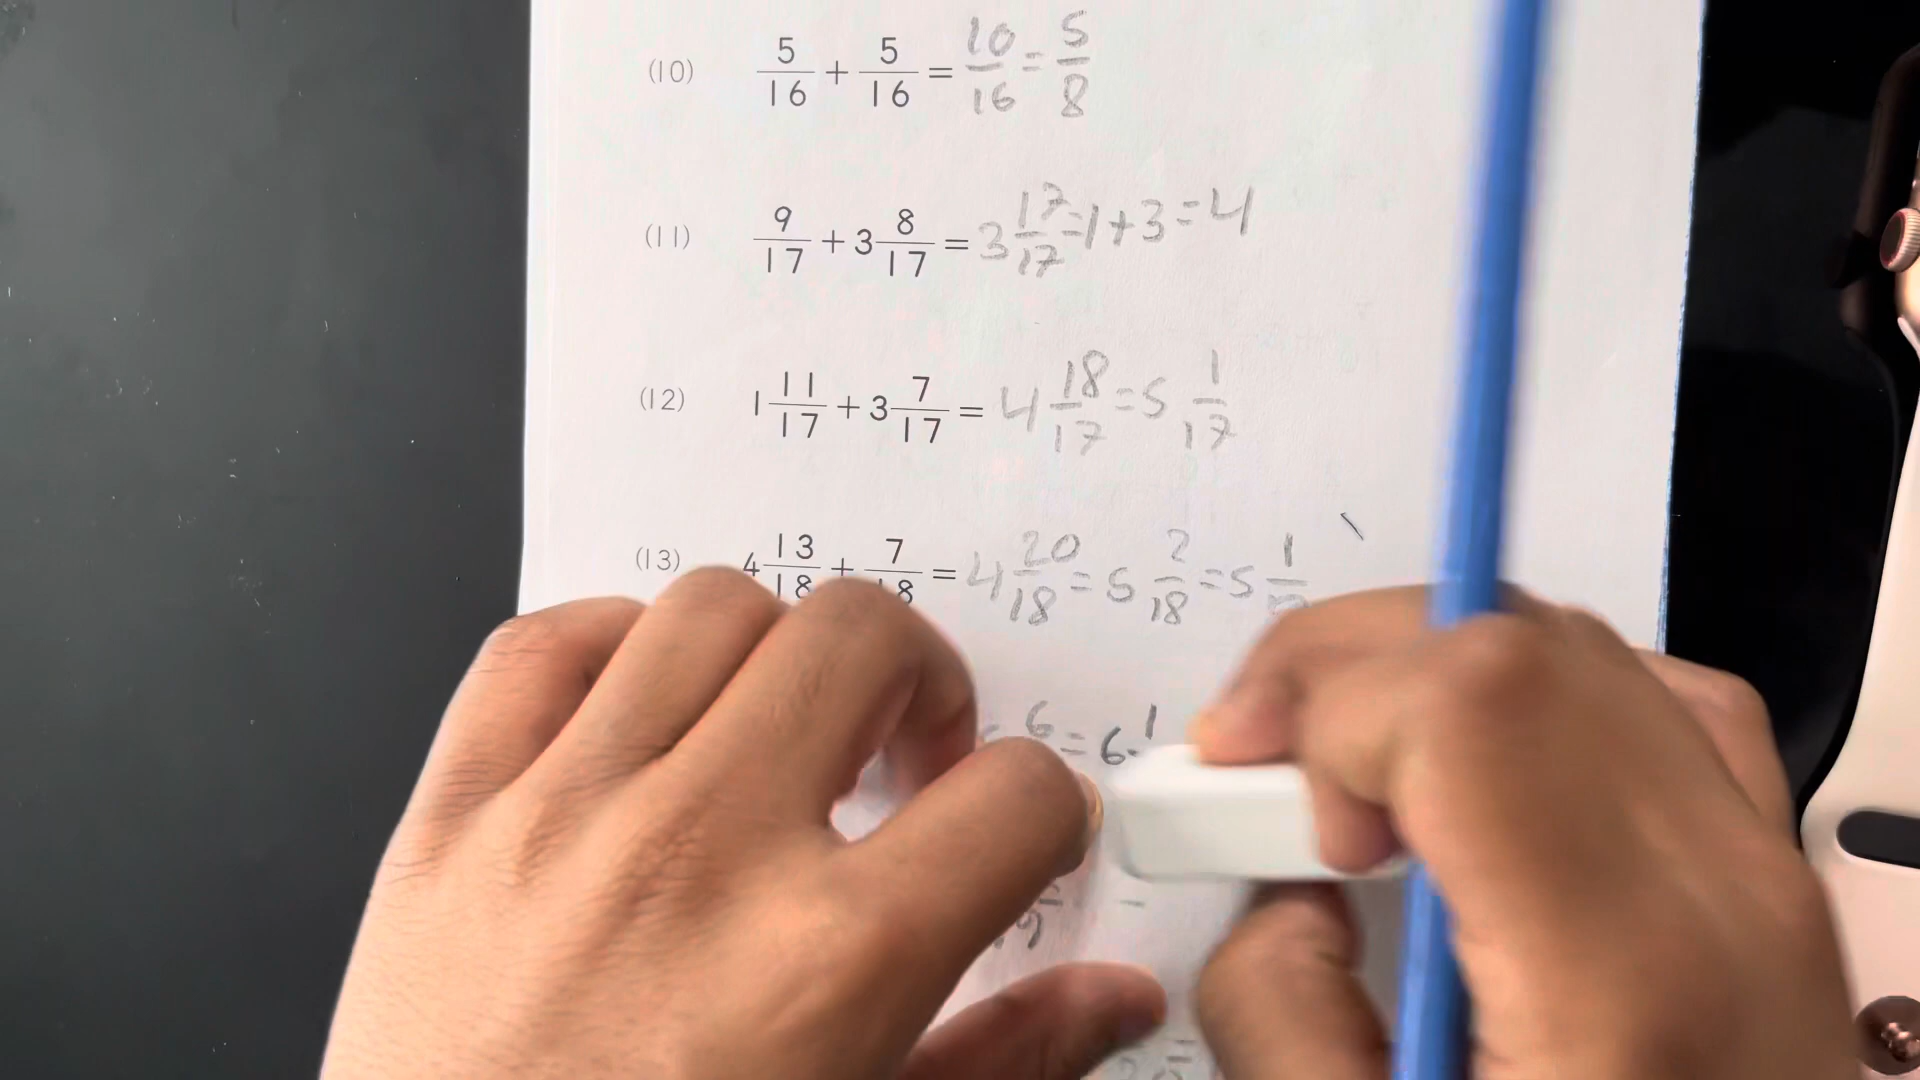 (10) 5/16 + 5/16 = 10/16 = 5/8
(11) 9/17 + 3 8/17 = 3 17/17 = 1 + 3 = 4
(12) 1 11/17 + 3 7/17 = 4 18/17 = 5 1/17
(13) 4 13/18 + 7/18 = 4 20/18 = 5 2/18 = 5 1/
6 = 6 1
9